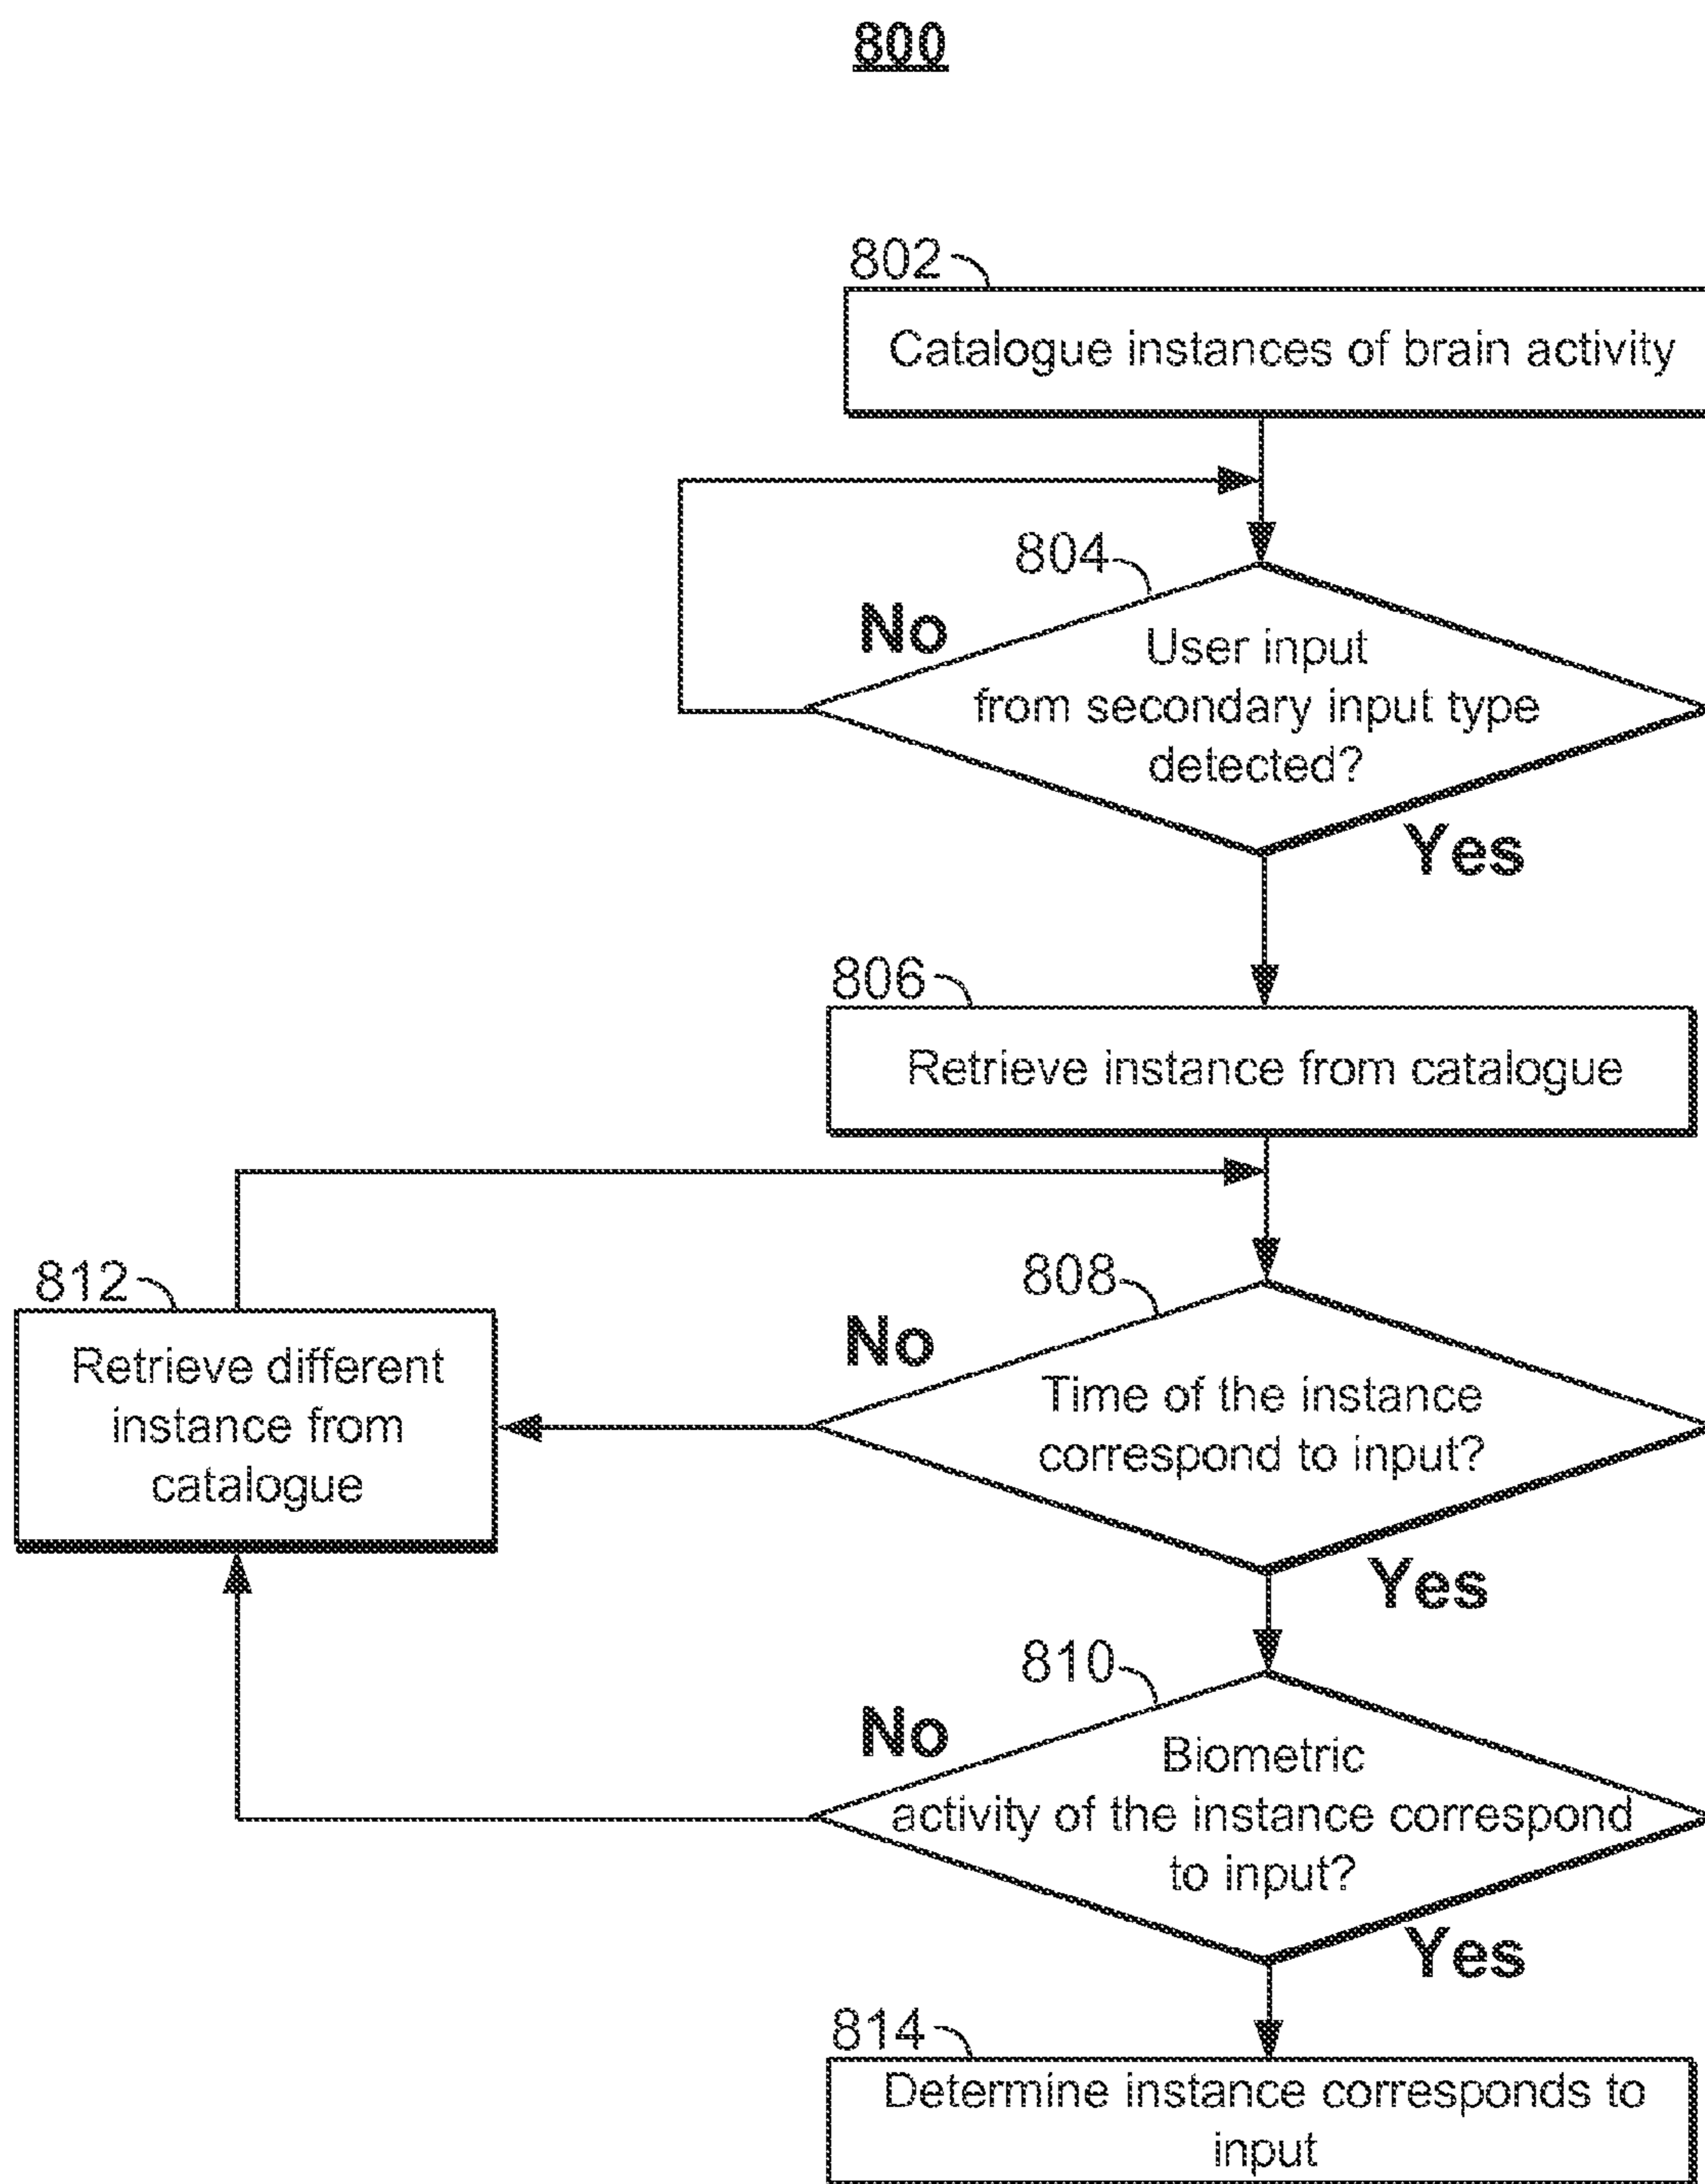 800
802
Catalogue instances of brain activity
804
No
User input
from secondary input type
detected?
Yes
806
Retrieve instance from catalogue
812
Retrieve different
instance from
catalogue
808
No
Time of the instance
correspond to input?
Yes
810
No
Biometric
activity of the instance correspond
to input?
Yes
814
Determine instance corresponds to
input